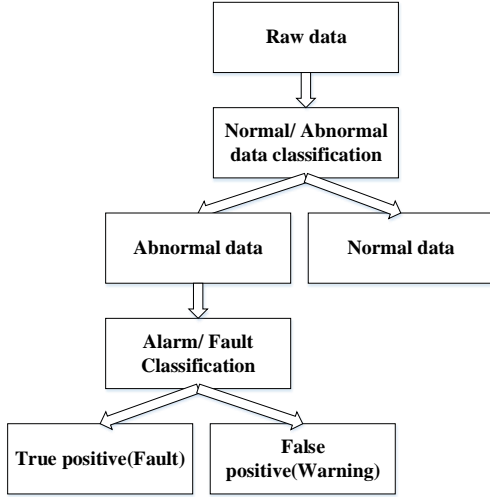 Raw data
Normal/ Abnormal
data classification
Abnormal data
Normal data
Alarm/ Fault
Classification
True positive(Fault)
False
positive(Warning)